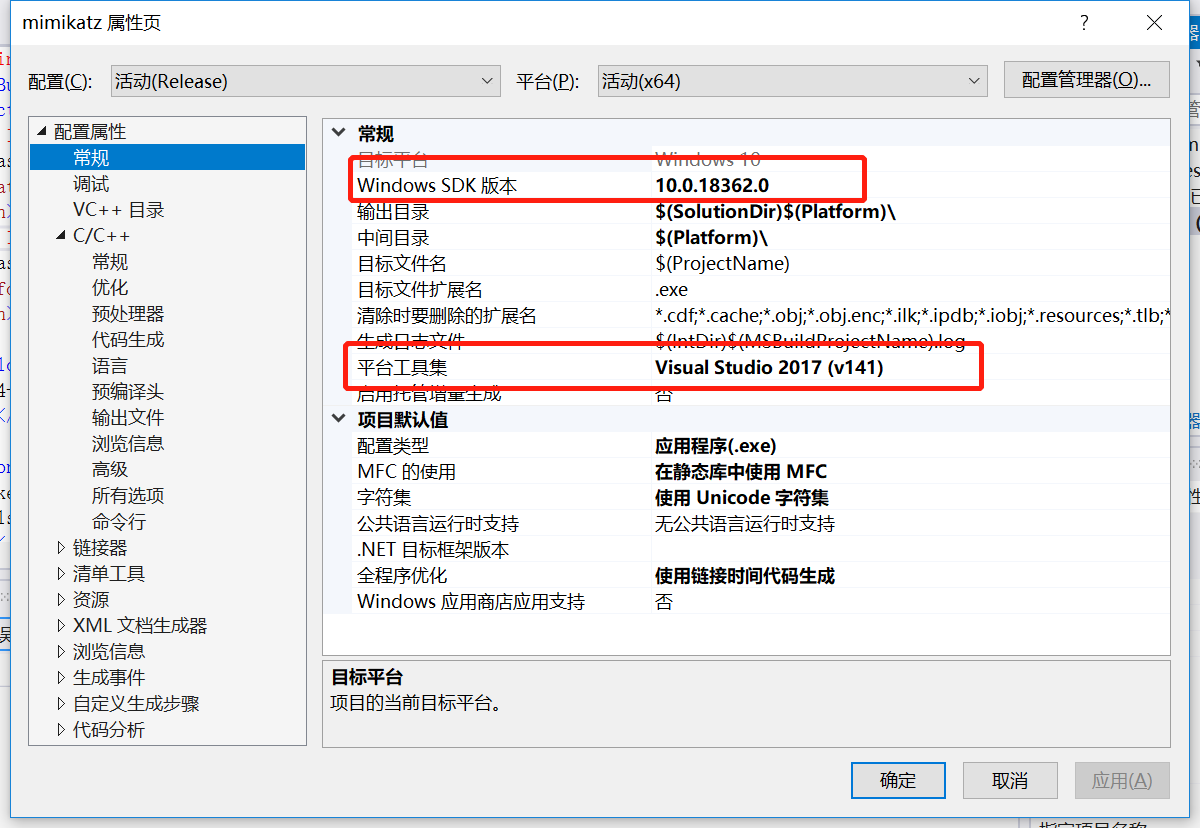 mimikatz 属性页
配置(C): 活动(Release) 平台(P): 活动(x64) 配置管理器(O)...
配置属性
常规
调试
VC++ 目录
C/C++
常规
优化
预处理器
代码生成
语言
预编译头
输出文件
浏览信息
高级
所有选项
命令行
链接器
清单工具
资源
XML 文档生成器
浏览信息
生成事件
自定义生成步骤
代码分析
常规
目标平台 Windows 10
Windows SDK 版本 10.0.18362.0
输出目录 $(SolutionDir)$(Platform)\
中间目录 $(Platform)\
目标文件名 $(ProjectName)
目标文件扩展名 .exe
清除时要删除的扩展名 *.cdf;*.cache;*.obj;*.obj.enc;*.ilk;*.ipdb;*.iobj;*.resources;*.tlb;*
生成日志文件 $(IntDir)$(MSBuildProjectName).log
平台工具集 Visual Studio 2017 (v141)
启用托管增量生成 否
项目默认值
配置类型 应用程序(.exe)
MFC 的使用 在静态库中使用 MFC
字符集 使用 Unicode 字符集
公共语言运行时支持 无公共语言运行时支持
.NET 目标框架版本
全程序优化 使用链接时间代码生成
Windows 应用商店应用支持 否
目标平台
项目的当前目标平台。
确定 取消 应用(A)